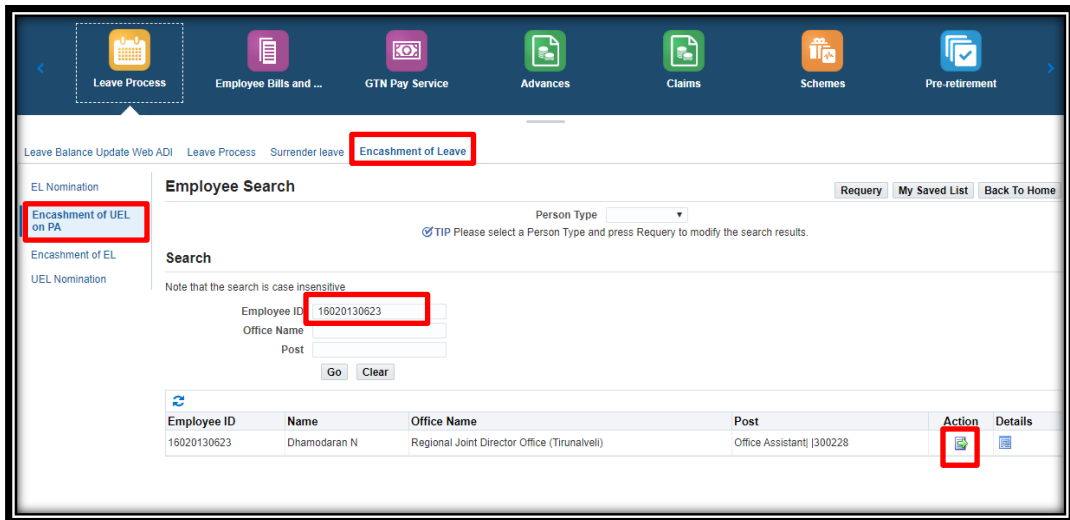 Leave Process
Employee Bills and ...
GTN Pay Service
Advances
Claims
Schemes
Pre-retirement
Leave Balance Update Web ADI Leave Process Surrender leave Encashment of Leave
EL Nomination
Encashment of UEL
on PA
Encashment of EL
UEL Nomination
Employee Search
Requery My Saved List Back To Home
Person Type
TIP Please select a Person Type and press Requery to modify the search results.
Search
Note that the search is case insensitive
Employee ID 16020130623
Office Name
Post
Go Clear
Employee ID Name Office Name Post Action Details
16020130623 Dhamodaran N Regional Joint Director Office (Tirunalveli) Office Assistant| |300228